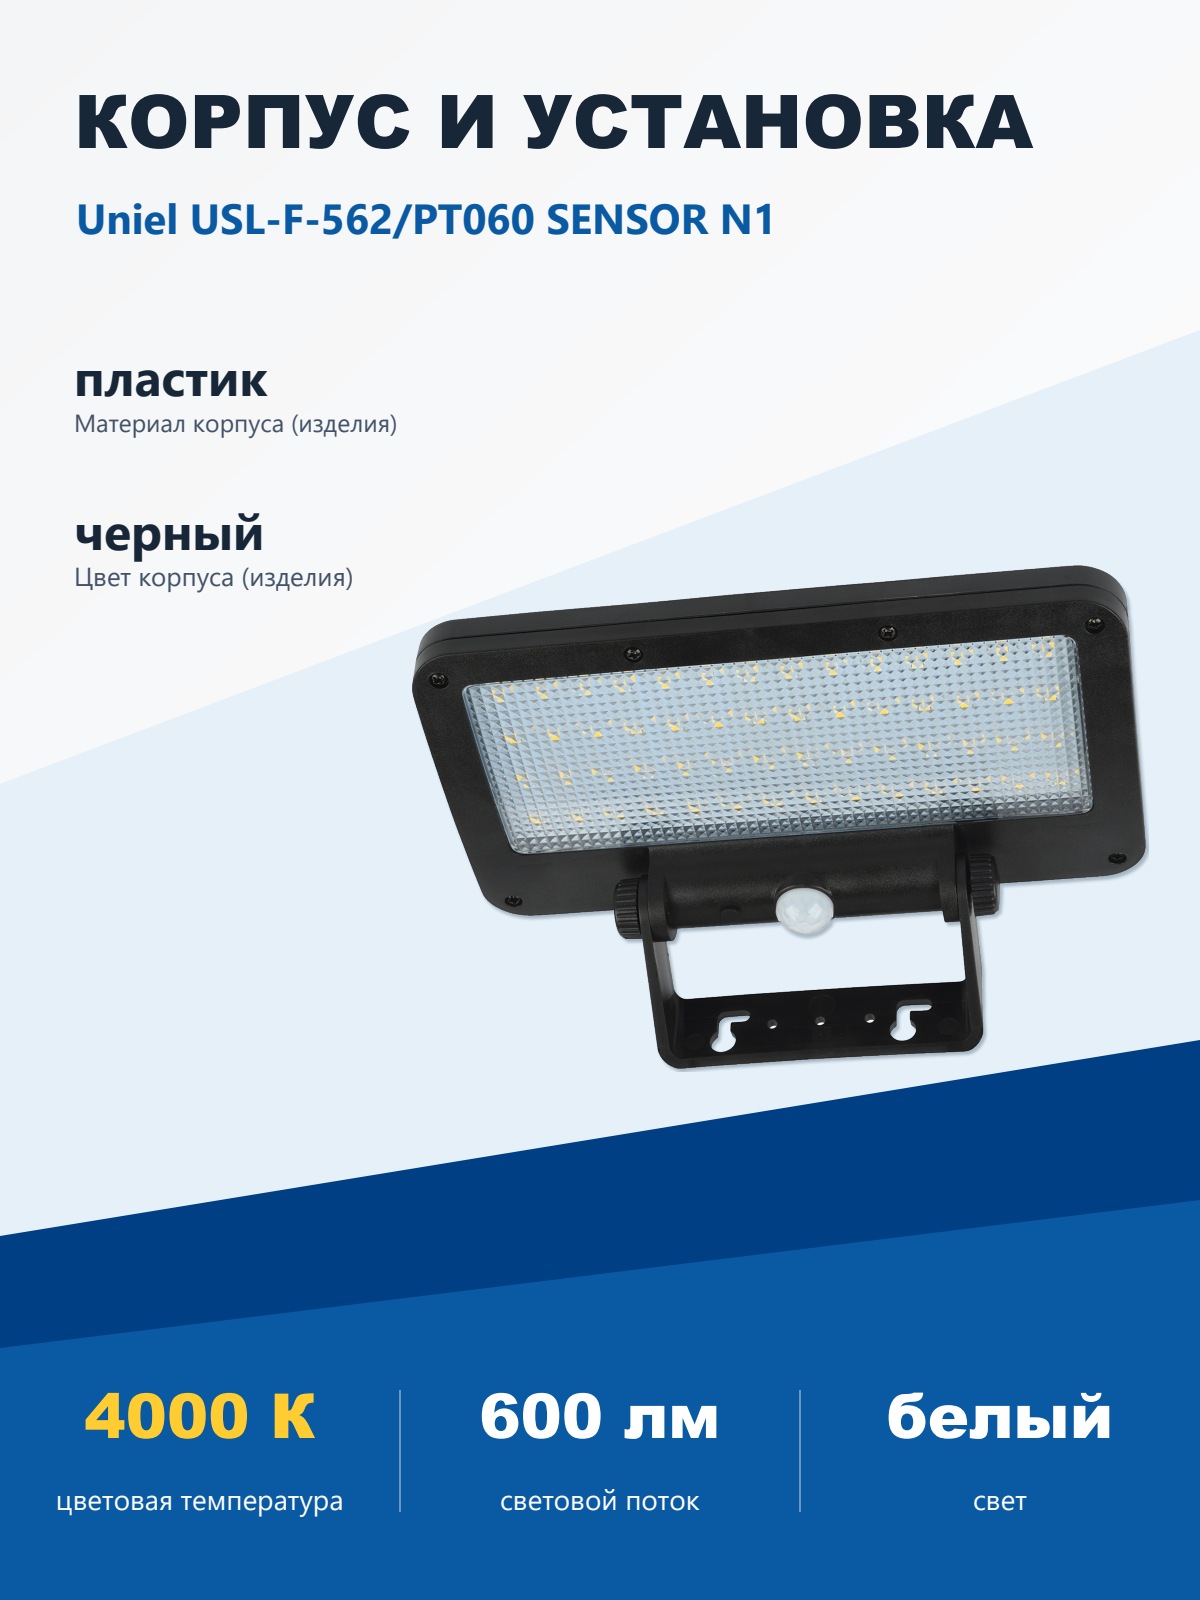 КОРПУС И УСТАНОВКА
Uniel USL-F-562/PT060 SENSOR N1
пластик
Материал корпуса (изделия)
черный
Цвет корпуса (изделия)
4000 К
цветовая температура
600 лм
световой поток
белый
свет